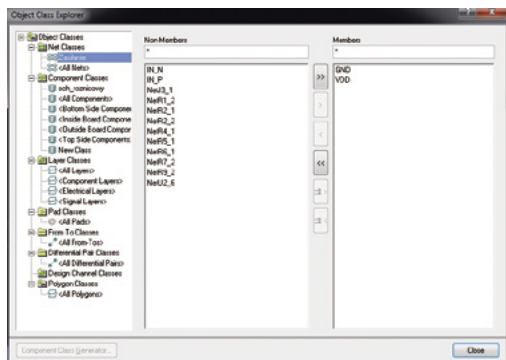 Object Class Explorer
Object Classes
Net Classes
Zasilanie
<All Nets>
Component Classes
sch_roznicowy
<All Components>
<Bottom Side Componen
<Inside Board Compone
<Outside Board Compor
<Top Side Components
New Class
Layer Classes
<All Layers>
<Component Layers>
<Electrical Layers>
<Signal Layers>
Pad Classes
<All Pads>
From To Classes
<All From-Tos>
Differential Pair Classes
<All Differential Pairs>
Design Channel Classes
Polygon Classes
<All Polygons>
Non-Members
*
IN_N
IN_P
NetJ3_1
NetR1_2
NetR2_1
NetR2_2
NetR4_1
NetR5_1
NetR6_1
NetR7_2
NetR9_2
NetU2_6
>>
>
<
<<
Members
*
GND
VDD
Component Class Generator...
Close